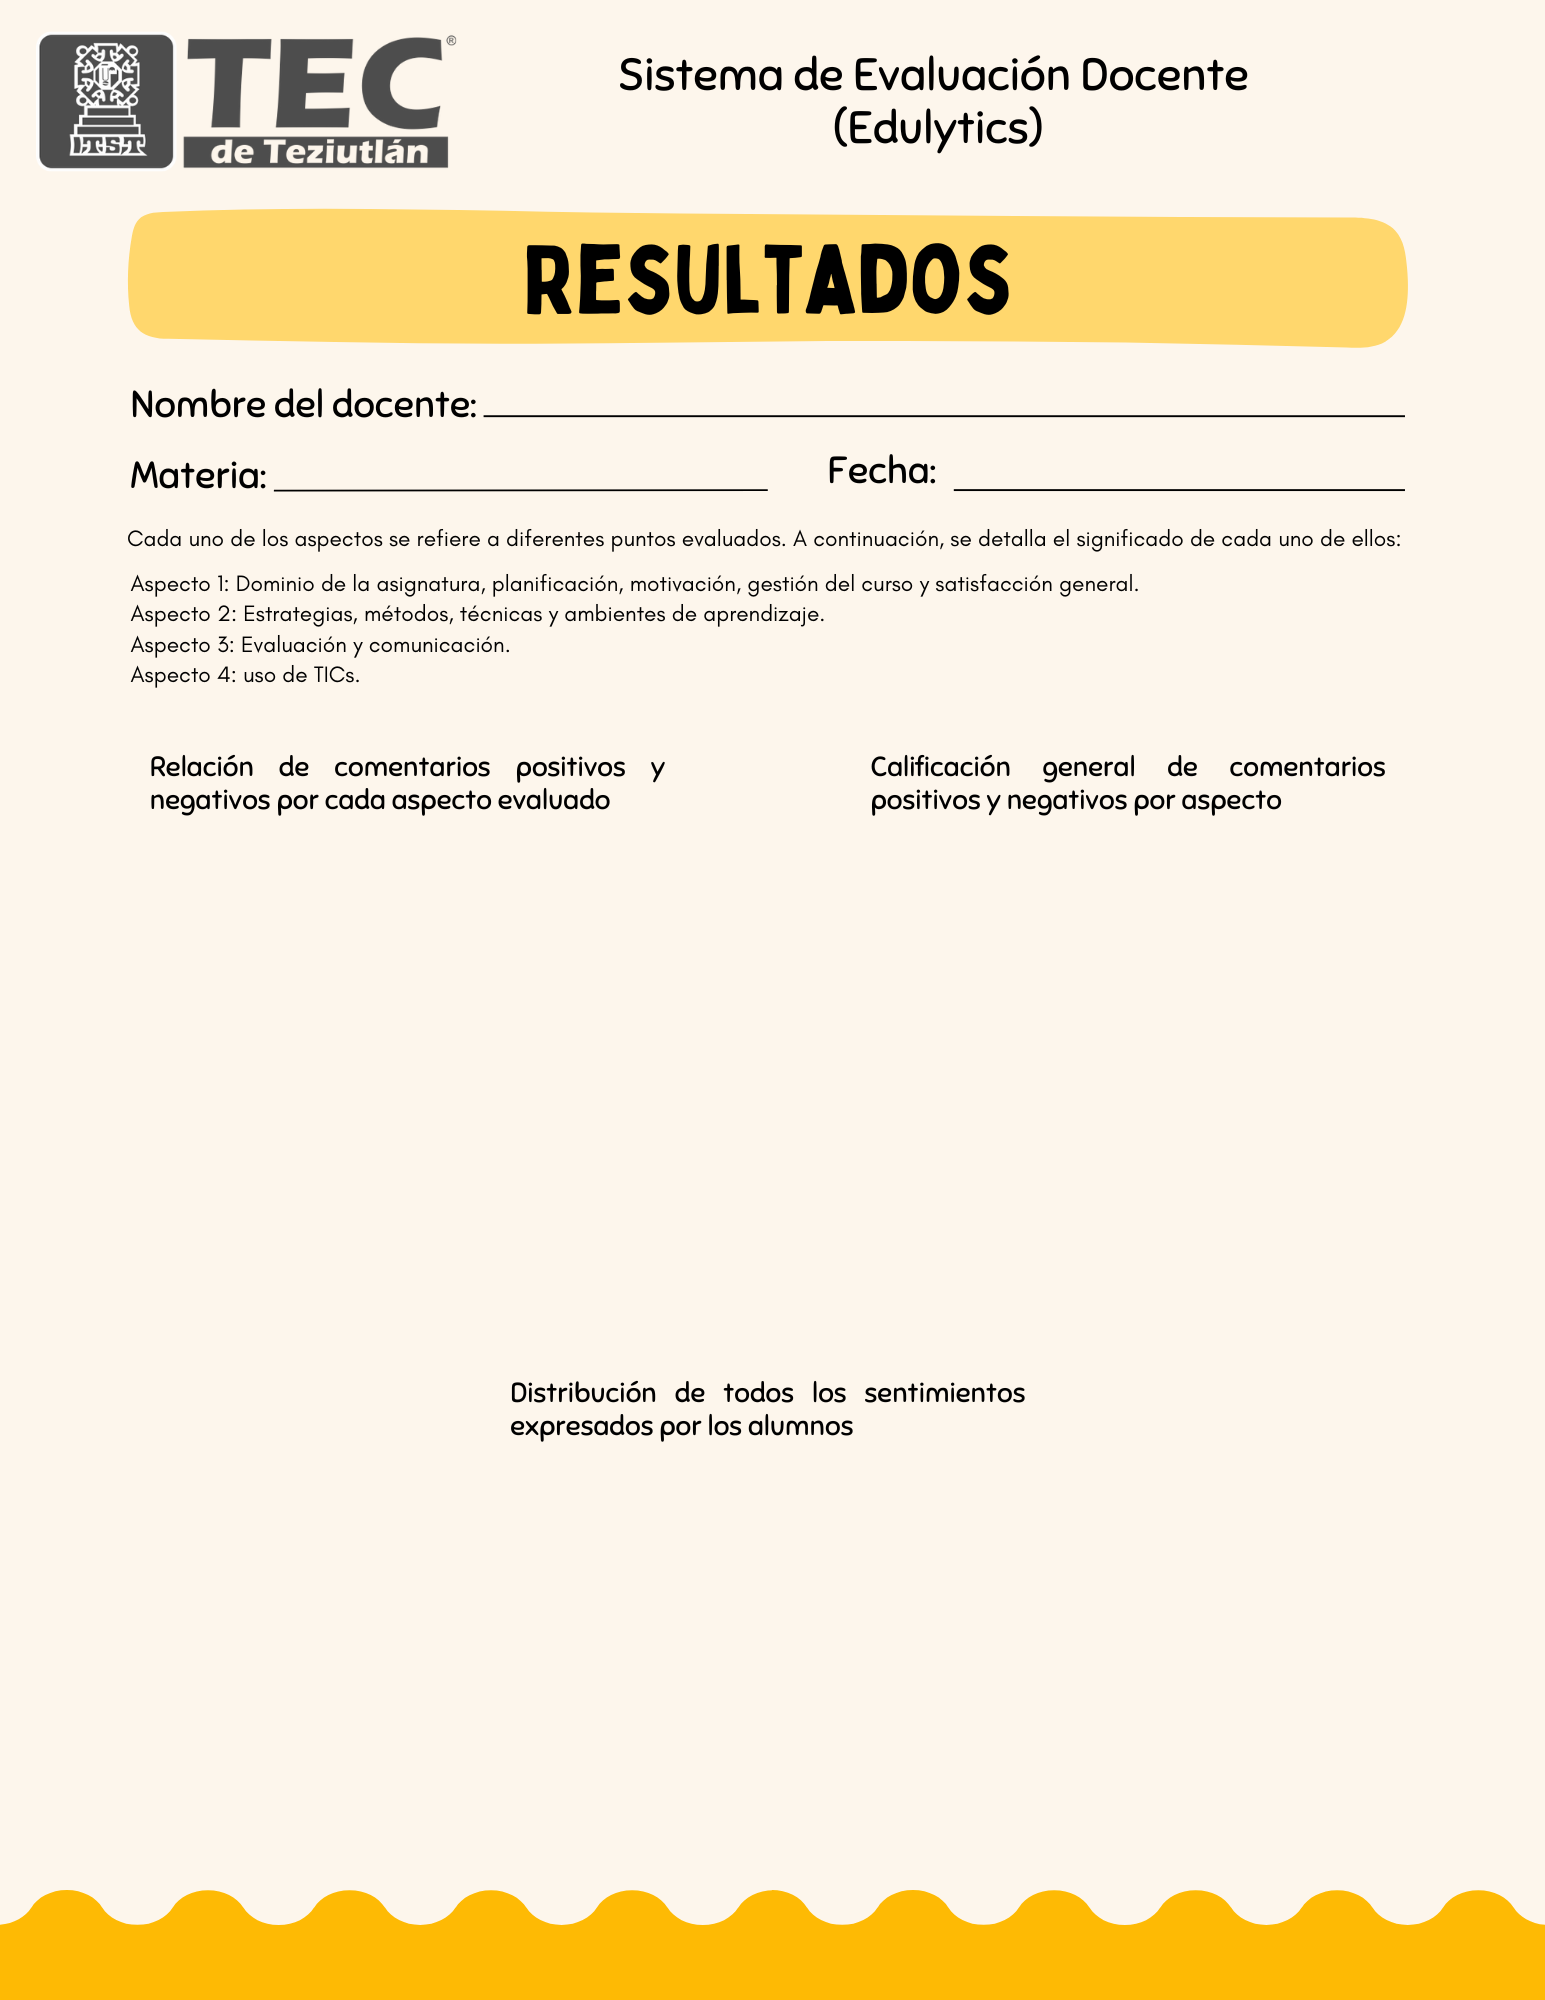 ITST
TEC®
de Teziutlán
Sistema de Evaluación Docente
(Edulytics)
RESULTADOS
Nombre del docente:
Materia:
Fecha:
Cada uno de los aspectos se refiere a diferentes puntos evaluados. A continuación, se detalla el significado de cada uno de ellos:
Aspecto 1: Dominio de la asignatura, planificación, motivación, gestión del curso y satisfacción general.
Aspecto 2: Estrategias, métodos, técnicas y ambientes de aprendizaje.
Aspecto 3: Evaluación y comunicación.
Aspecto 4: uso de TICs.
Relación de comentarios positivos y
negativos por cada aspecto evaluado
Calificación general de comentarios
positivos y negativos por aspecto
Distribución de todos los sentimientos
expresados por los alumnos